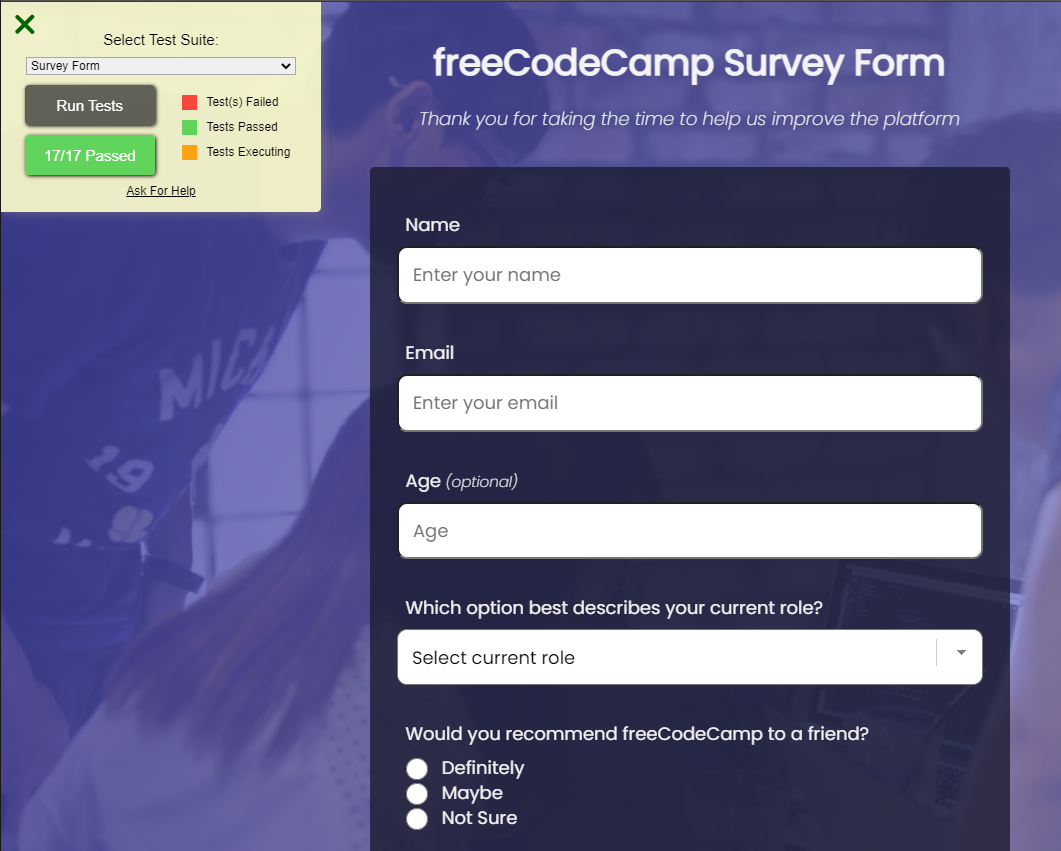 Select Test Suite:
Survey Form
Run Tests
17/17 Passed
Test(s) Failed
Tests Passed
Tests Executing
Ask For Help
freeCodeCamp Survey Form
Thank you for taking the time to help us improve the platform
Name
Enter your name
Email
Enter your email
Age (optional)
Age
Which option best describes your current role?
Select current role
Would you recommend freeCodeCamp to a friend?
Definitely
Maybe
Not Sure
MICA
19